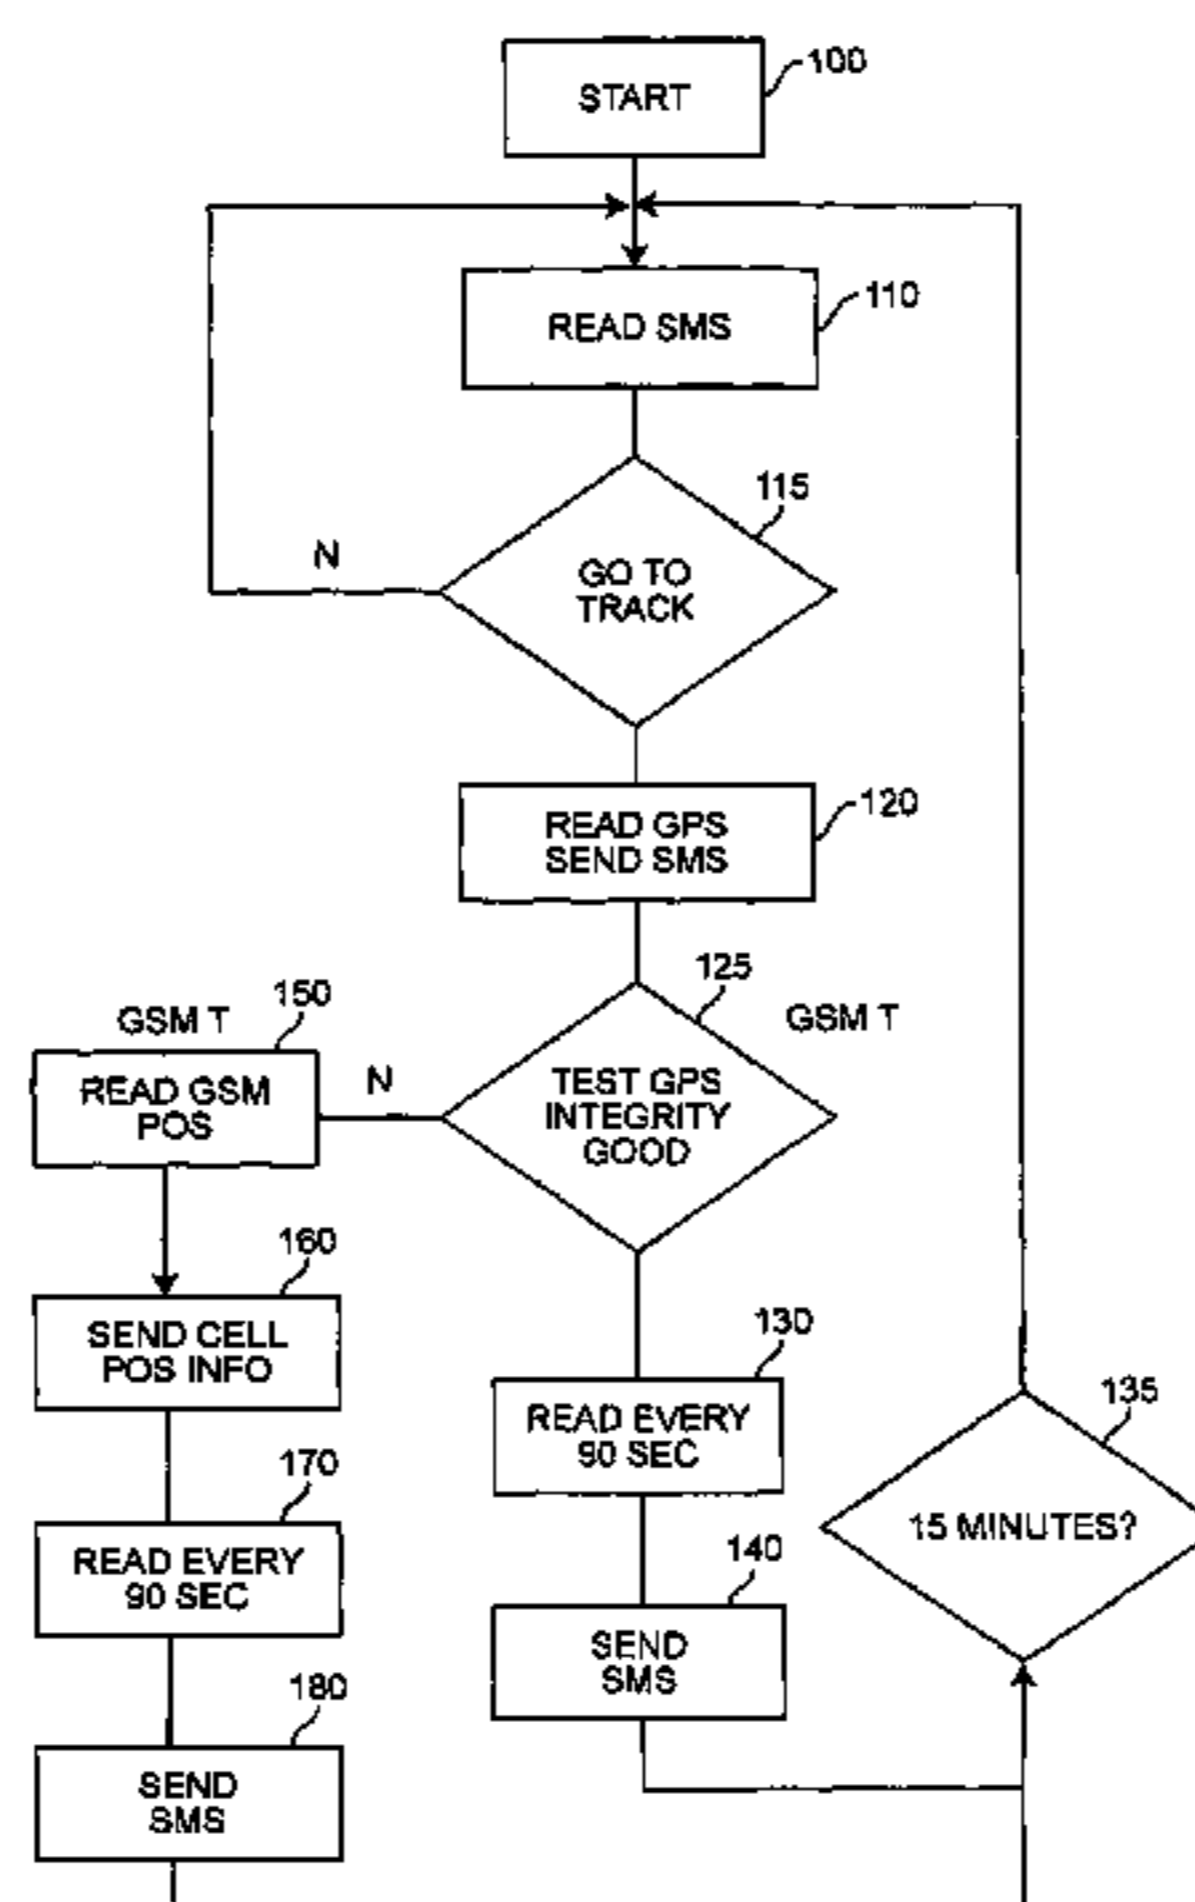 START
100
READ SMS
110
115
GO TO
TRACK
N
READ GPS
SEND SMS
120
125
GSM T
150
GSM T
TEST GPS
INTEGRITY
GOOD
N
READ GSM
POS
160
SEND CELL
POS INFO
130
READ EVERY
90 SEC
135
15 MINUTES?
170
READ EVERY
90 SEC
140
SEND
SMS
180
SEND
SMS